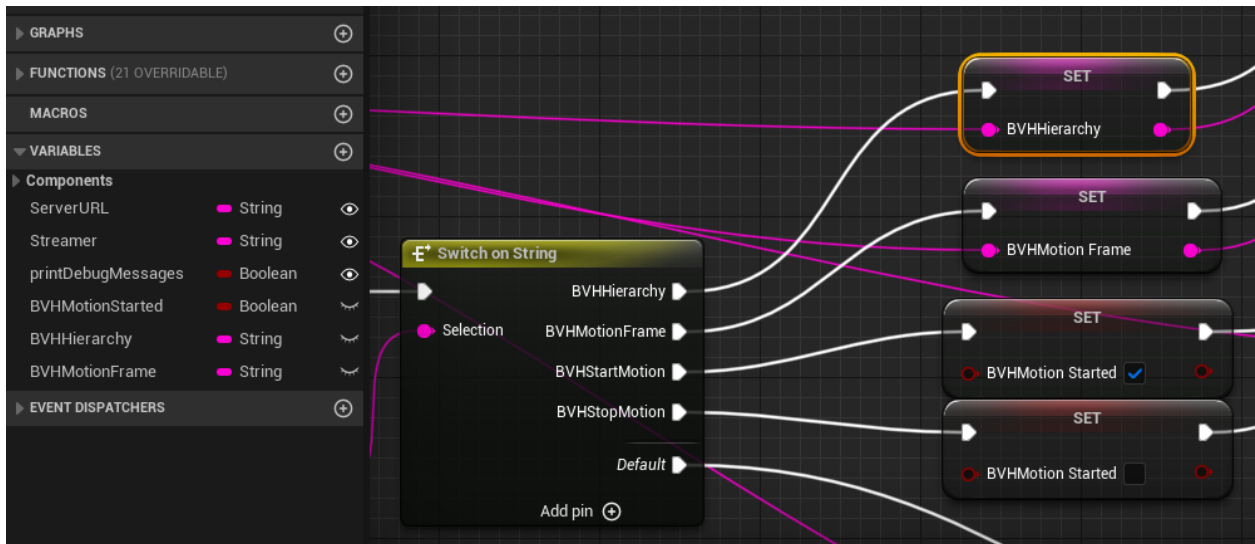 GRAPHS
FUNCTIONS (21 OVERRIDABLE)
MACROS
VARIABLES
Components
ServerURL String
Streamer String
printDebugMessages Boolean
BVHMotionStarted Boolean
BVHHierarchy String
BVHMotionFrame String
EVENT DISPATCHERS
Switch on String
Selection
BVHHierarchy
BVHMotionFrame
BVHStartMotion
BVHStopMotion
Default
Add pin
SET
BVHHierarchy
SET
BVHMotion Frame
SET
BVHMotion Started
SET
BVHMotion Started